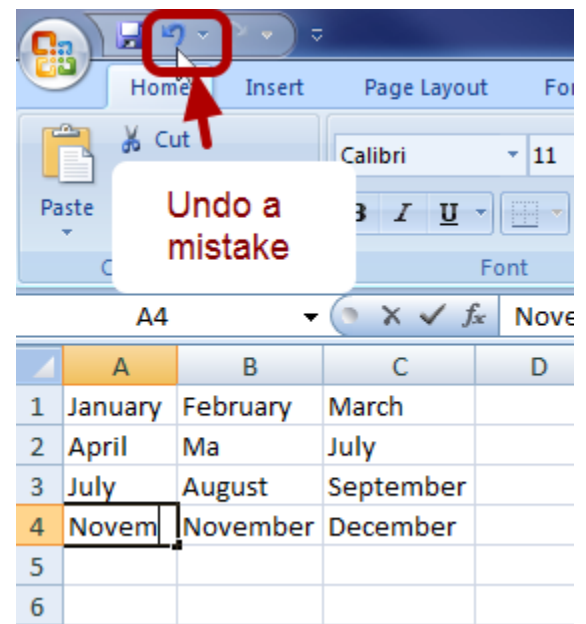 Home Insert Page Layout For
Cut
Calibri 11
Paste
Undo a
mistake
I U
Font
A4 fx Nove
A B C D
1 January February March
2 April Ma July
3 July August September
4 Novem November December
5
6